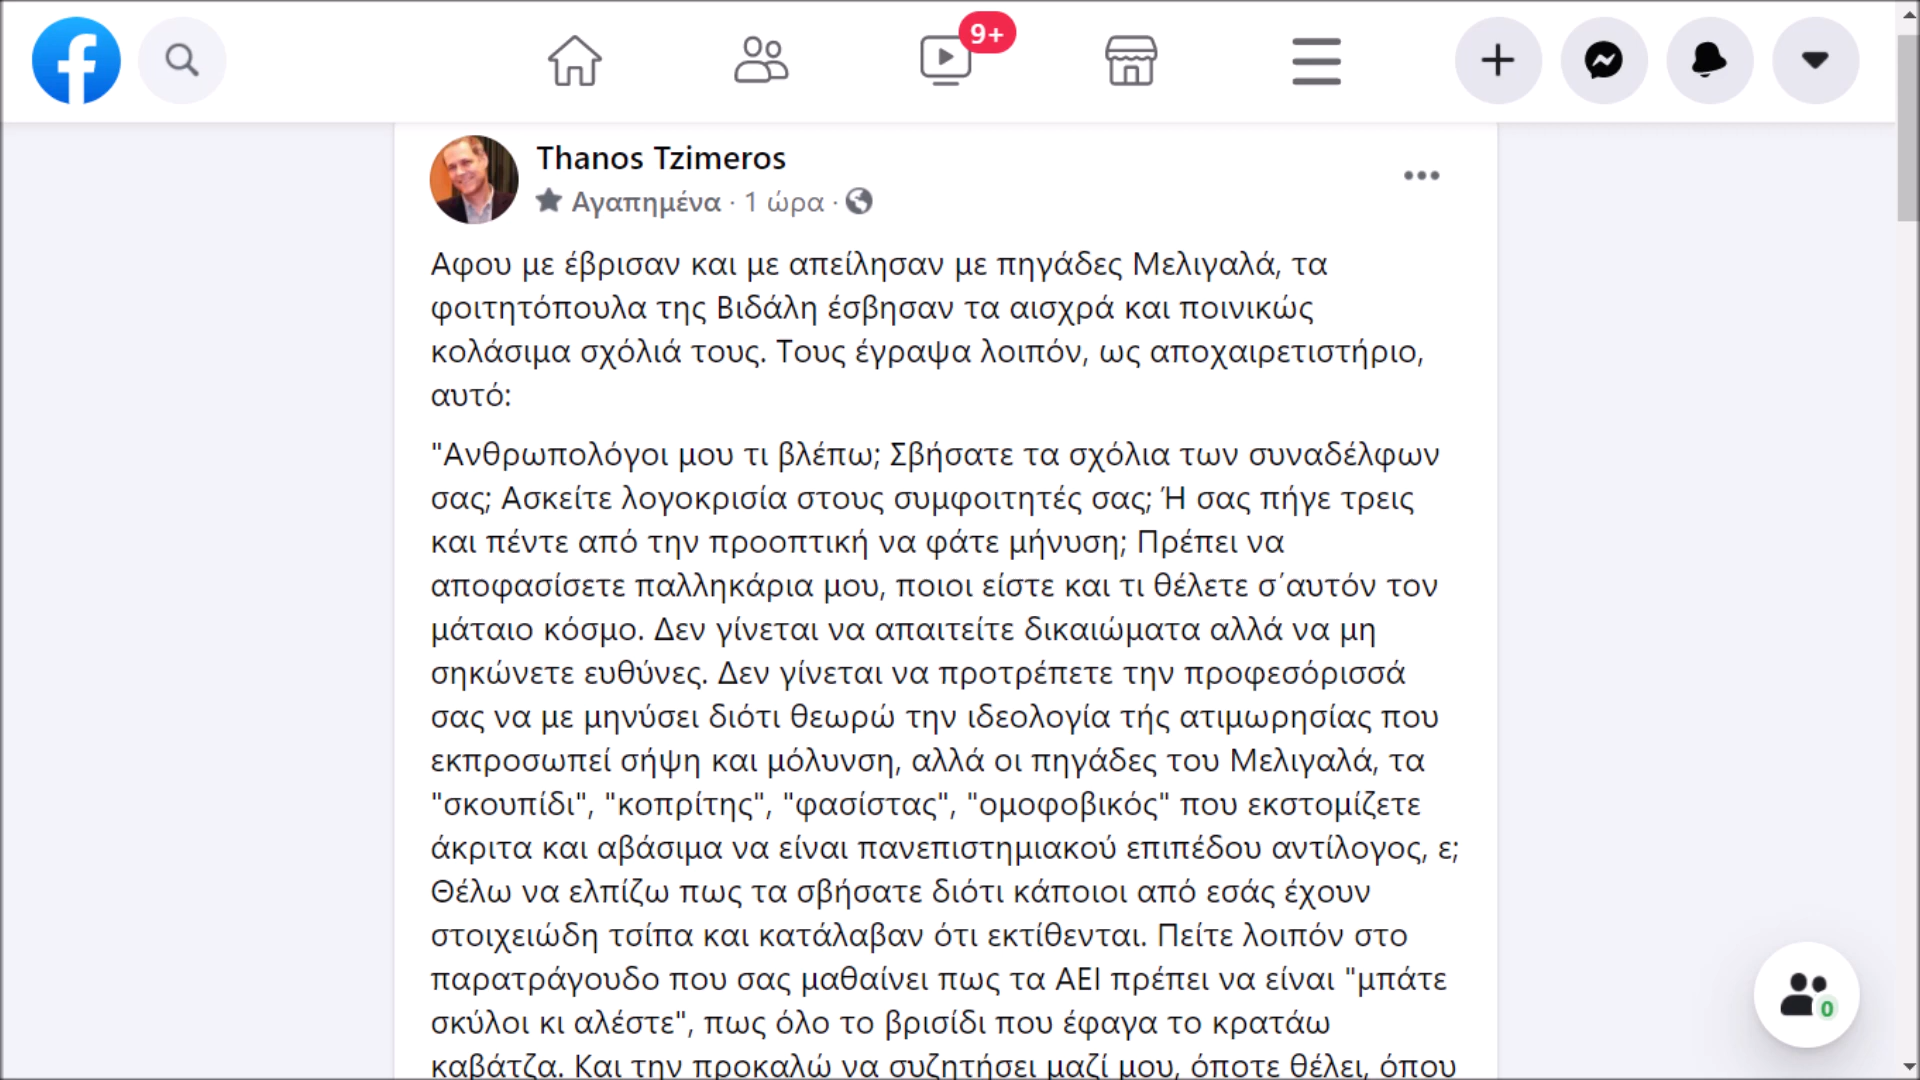 9+
Thanos Tzimeros
Αγαπημένα · 1 ώρα ·
Αφου με έβρισαν και με απείλησαν με πηγάδες Μελιγαλά, τα
φοιτητόπουλα της Βιδάλη έσβησαν τα αισχρά και ποινικώς
κολάσιμα σχόλιά τους. Τους έγραψα λοιπόν, ως αποχαιρετιστήριο,
αυτό:
"Ανθρωπολόγοι μου τι βλέπω; Σβήσατε τα σχόλια των συναδέλφων
σας; Ασκείτε λογοκρισία στους συμφοιτητές σας; Ή σας πήγε τρεις
και πέντε από την προοπτική να φάτε μήνυση; Πρέπει να
αποφασίσετε παλληκάρια μου, ποιοι είστε και τι θέλετε σ΄αυτόν τον
μάταιο κόσμο. Δεν γίνεται να απαιτείτε δικαιώματα αλλά να μη
σηκώνετε ευθύνες. Δεν γίνεται να προτρέπετε την προφεσόρισσά
σας να με μηνύσει διότι θεωρώ την ιδεολογία τής ατιμωρησίας που
εκπροσωπεί σήψη και μόλυνση, αλλά οι πηγάδες του Μελιγαλά, τα
"σκουπίδι", "κοπρίτης", "φασίστας", "ομοφοβικός" που εκστομίζετε
άκριτα και αβάσιμα να είναι πανεπιστημιακού επιπέδου αντίλογος, ε;
Θέλω να ελπίζω πως τα σβήσατε διότι κάποιοι από εσάς έχουν
στοιχειώδη τσίπα και κατάλαβαν ότι εκτίθενται. Πείτε λοιπόν στο
παρατράγουδο που σας μαθαίνει πως τα ΑΕΙ πρέπει να είναι "μπάτε
σκύλοι κι αλέστε", πως όλο το βρισίδι που έφαγα το κρατάω
καβάτζα. Και την προκαλώ να συζητήσει μαζί μου, όποτε θέλει, όπου
0